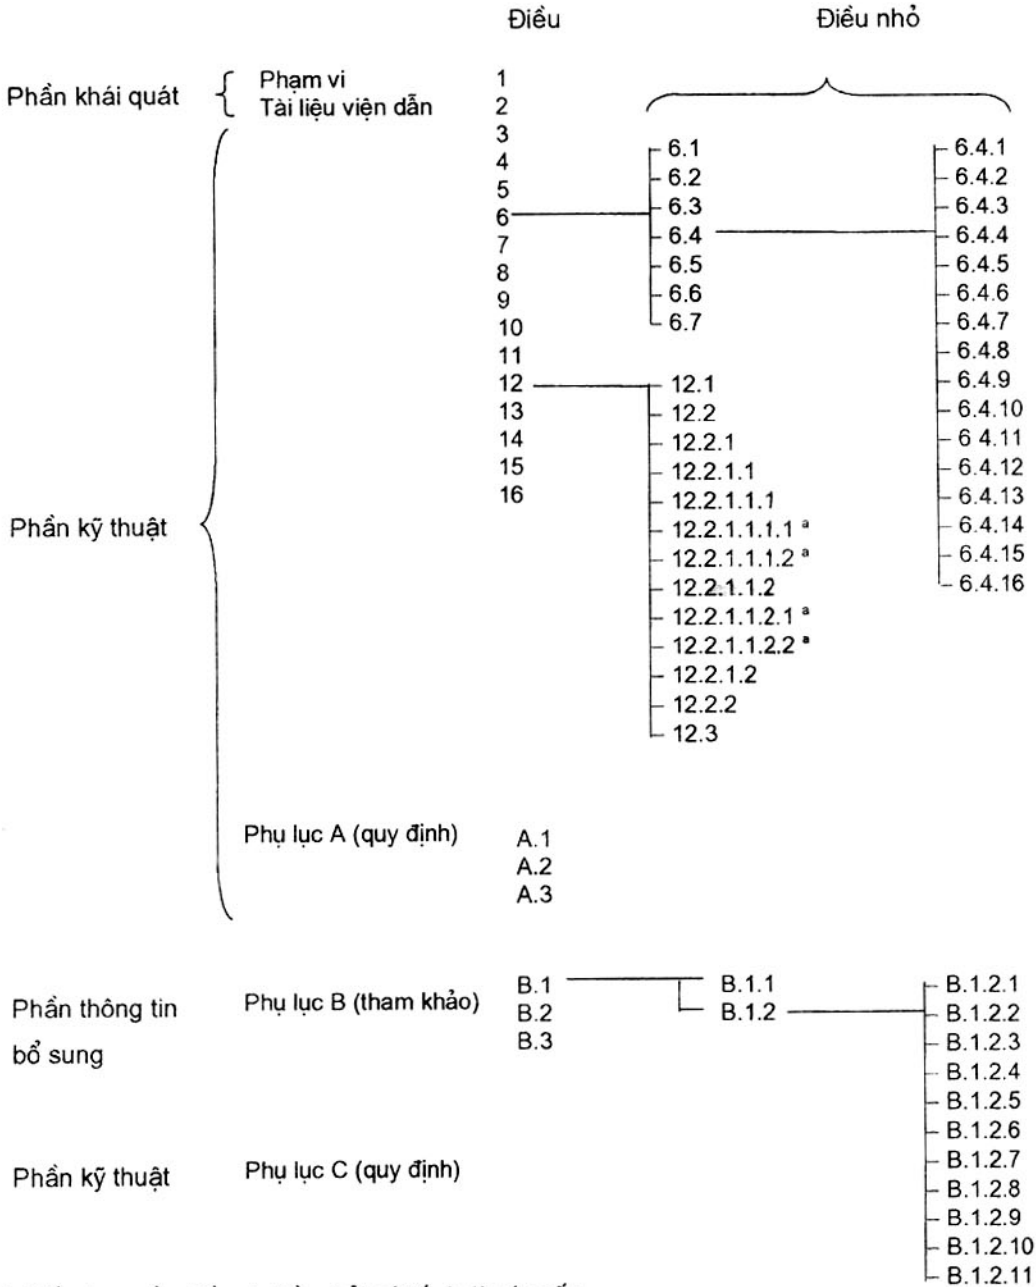 Điều Điều nhỏ
Phần khái quát
Phạm vi 1
Tài liệu viện dẫn 2
3
4
5
6
7
8
9
10
11
12
13
14
15
16
6.1
6.2
6.3
6.4
6.5
6.6
6.7
6.4.1
6.4.2
6.4.3
6.4.4
6.4.5
6.4.6
6.4.7
6.4.8
6.4.9
6.4.10
6 4.11
6.4.12
6.4.13
6.4.14
6.4.15
6.4.16
12.1
12.2
12.2.1
12.2.1.1
12.2.1.1.1
12.2.1.1.1.1 a
12.2.1.1.1.2 a
12.2.1.1.2
12.2.1.1.2.1 a
12.2.1.1.2.2 a
12.2.1.2
12.2.2
12.3
Phần kỹ thuật
Phụ lục A (quy định) A.1
A.2
A.3
Phần thông tin
bổ sung
Phụ lục B (tham khảo) B.1
B.2
B.3
B.1.1
B.1.2
B.1.2.1
B.1.2.2
B.1.2.3
B.1.2.4
B.1.2.5
B.1.2.6
B.1.2.7
B.1.2.8
B.1.2.9
B.1.2.10
B.1.2.11
Phần kỹ thuật Phụ lục C (quy định)